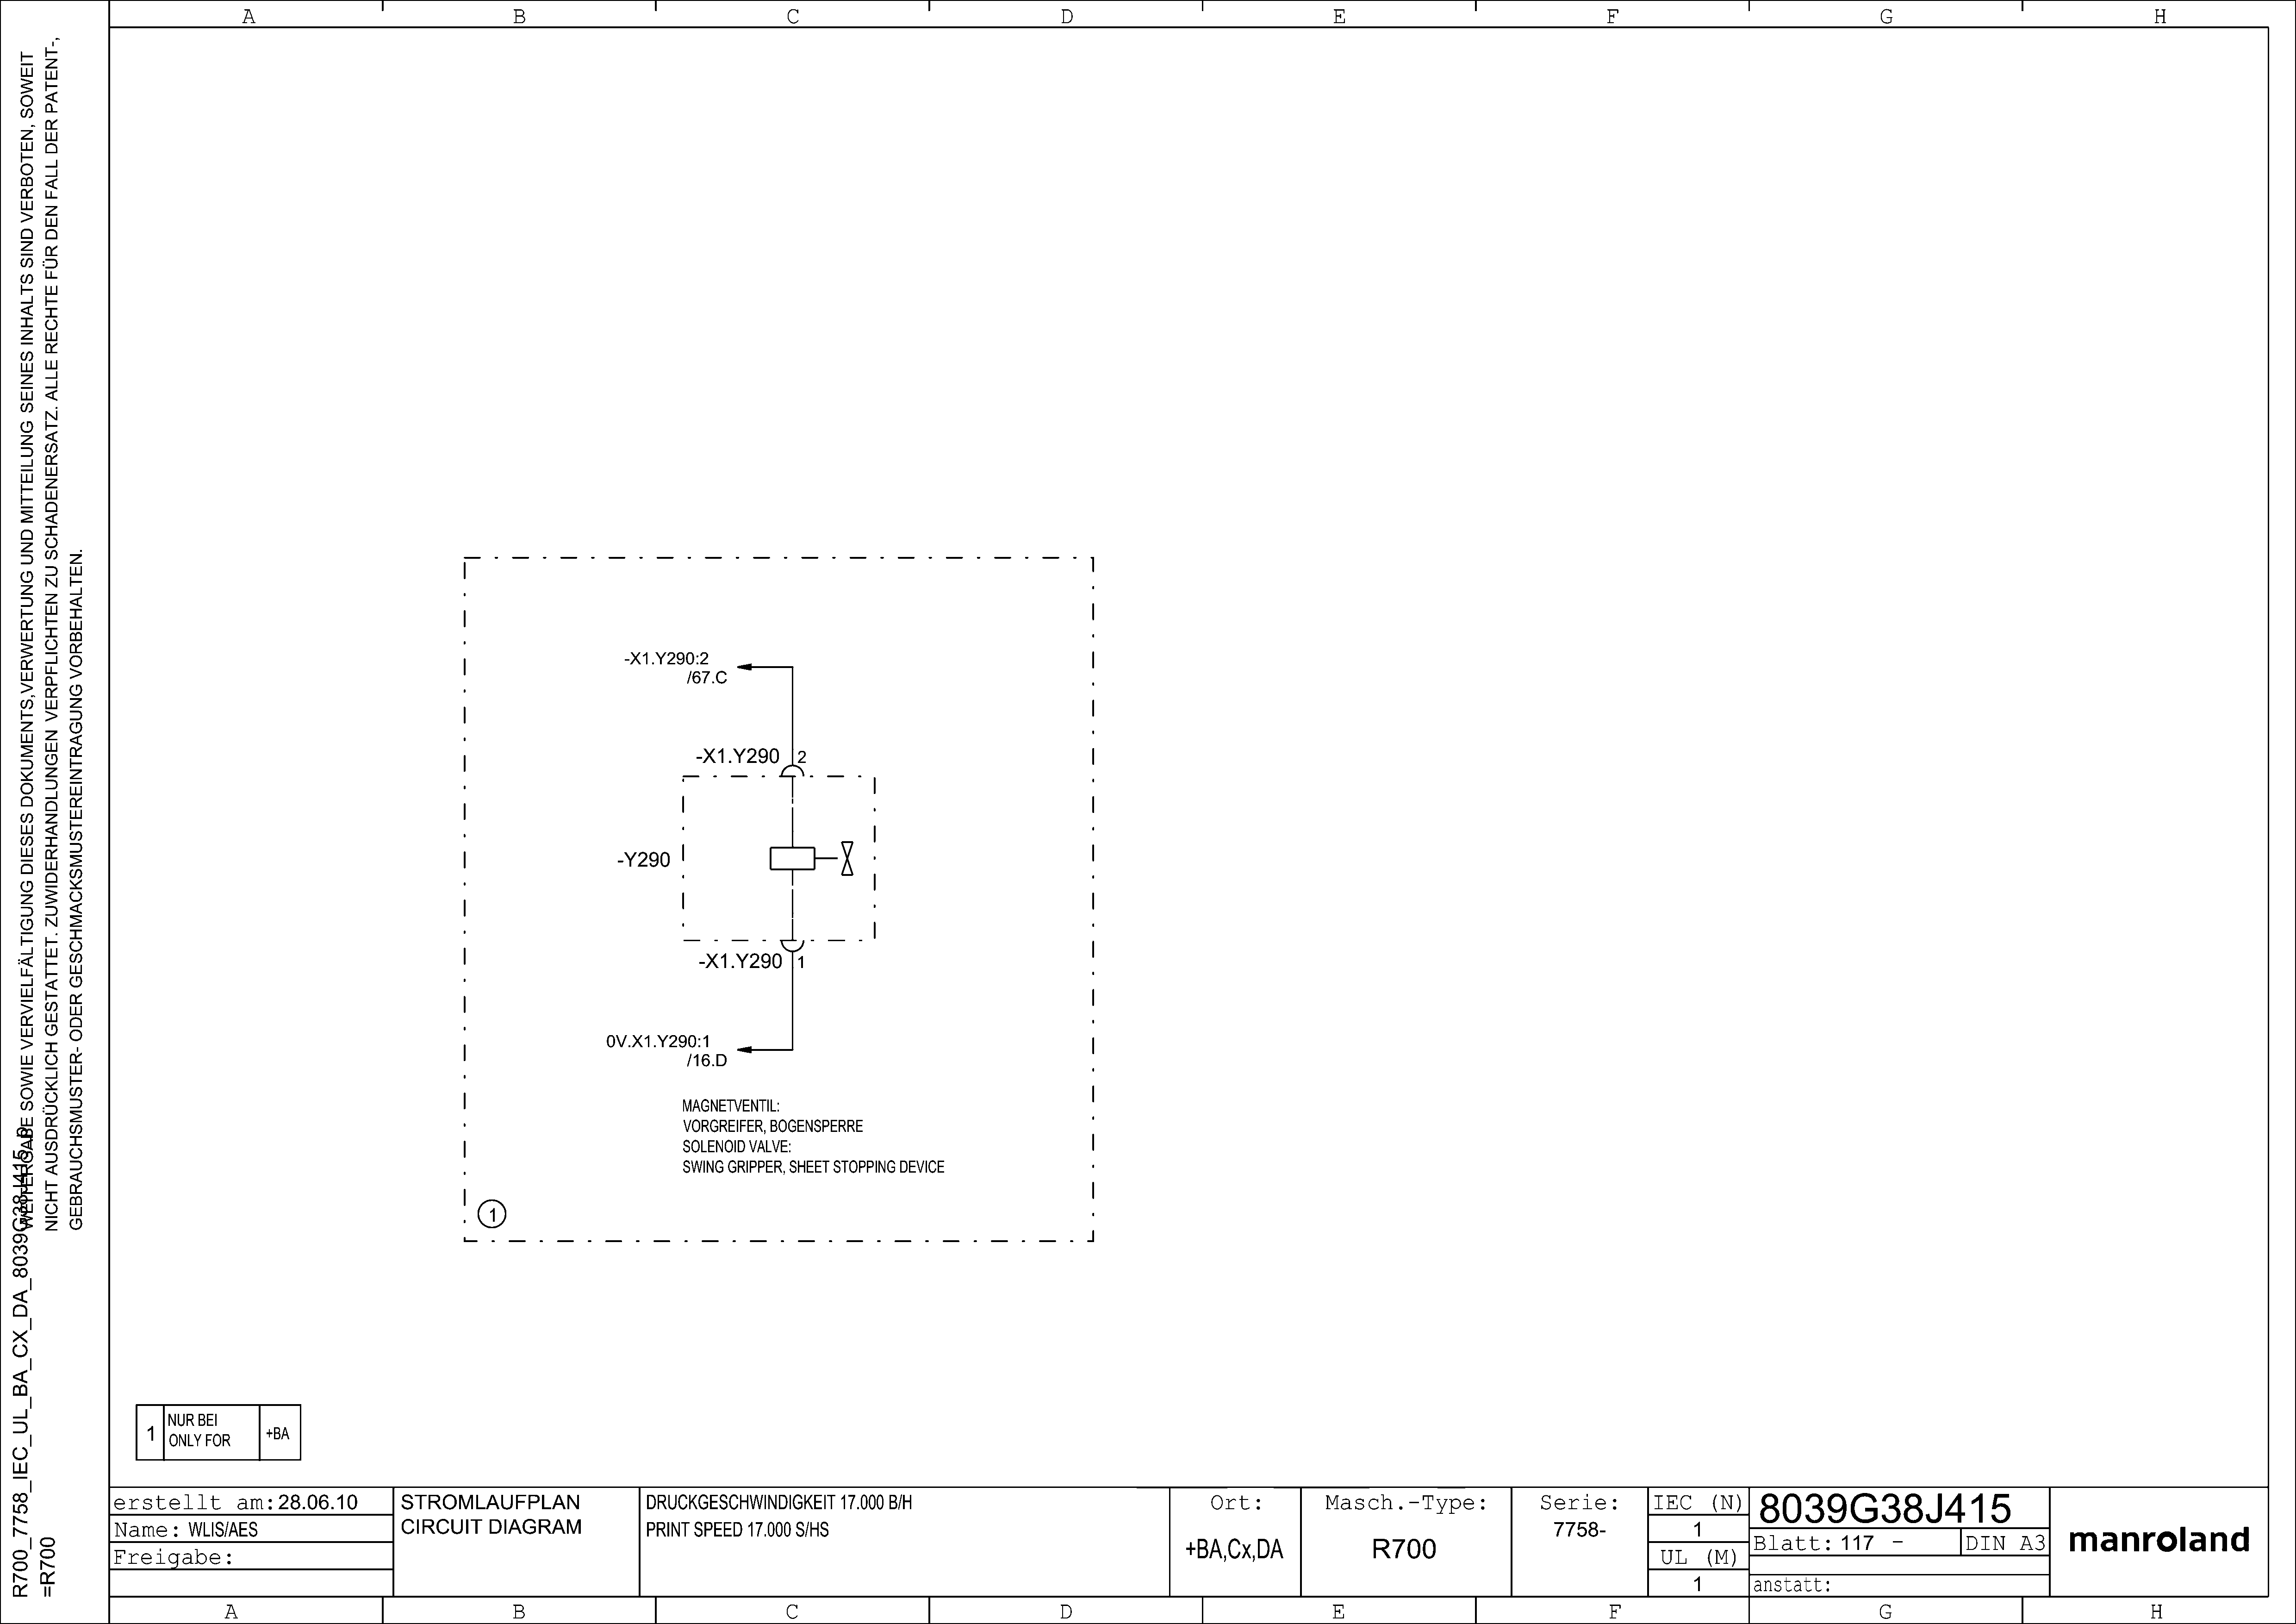 A B C D E F G H
WEITERGABE SOWIE VERVIELFÄLTIGUNG DIESES DOKUMENTS,VERWERTUNG UND MITTEILUNG SEINES INHALTS SIND VERBOTEN, SOWEIT
NICHT AUSDRÜCKLICH GESTATTET. ZUWIDERHANDLUNGEN VERPFLICHTEN ZU SCHADENERSATZ. ALLE RECHTE FÜR DEN FALL DER PATENT-,
GEBRAUCHSMUSTER- ODER GESCHMACKSMUSTEREINTRAGUNG VORBEHALTEN.
R700_7758_IEC_UL_BA_CX_DA_8039G38J415_D
=R700
-X1.Y290:2
/67.C
-X1.Y290 2
-Y290
-X1.Y290 1
0V.X1.Y290:1
/16.D
MAGNETVENTIL:
VORGREIFER, BOGENSPERRE
SOLENOID VALVE:
SWING GRIPPER, SHEET STOPPING DEVICE
1
1 NUR BEI
ONLY FOR
+BA
erstellt am: 28.06.10
Name: WLIS/AES
Freigabe:
STROMLAUFPLAN
CIRCUIT DIAGRAM
DRUCKGESCHWINDIGKEIT 17.000 B/H
PRINT SPEED 17.000 S/HS
Ort:
+BA,Cx,DA
Masch.-Type:
R700
Serie:
7758-
IEC (N)
1
UL (M)
1
8039G38J415
Blatt: 117 -
DIN A3
anstatt:
manroland
A B C D E F G H